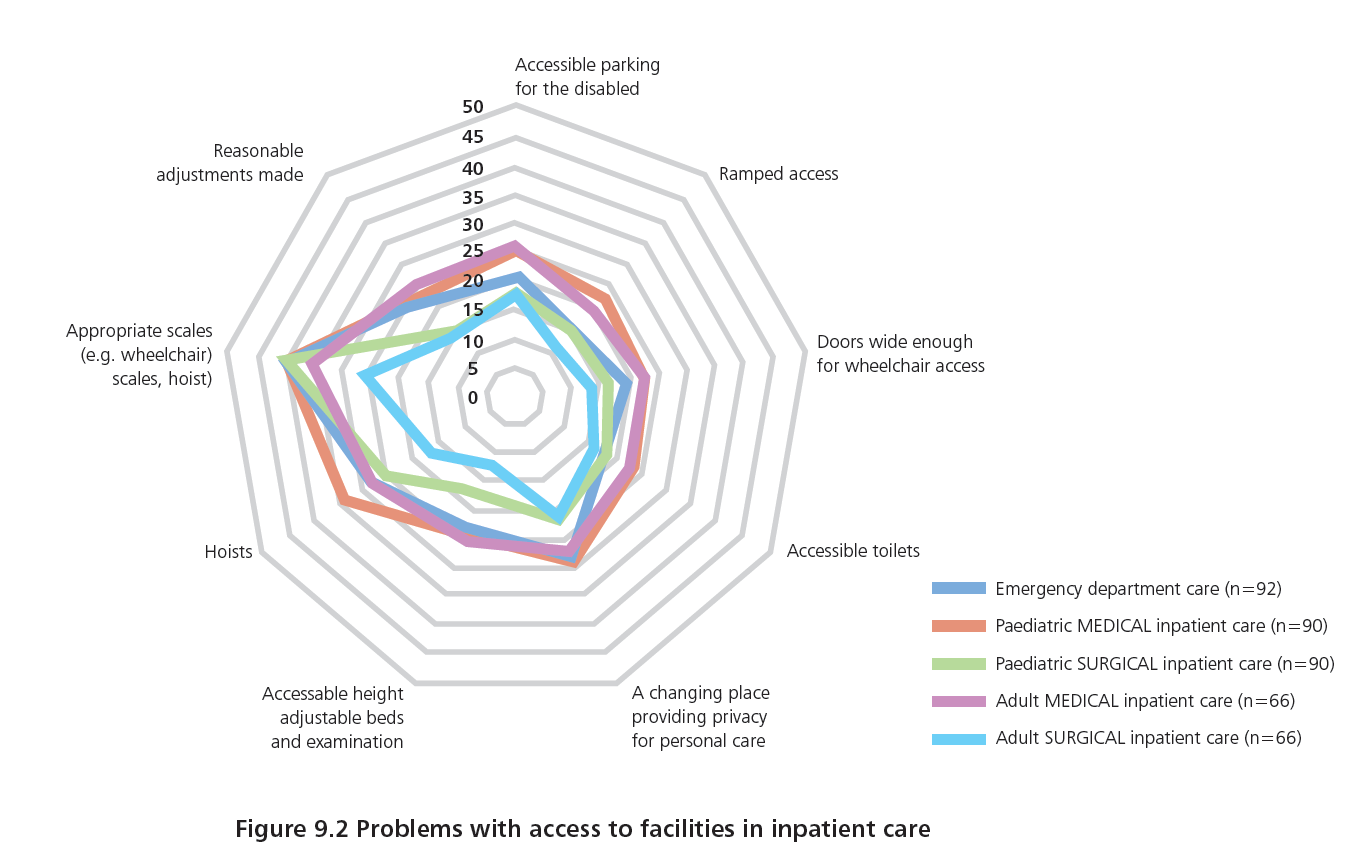 Accessible parking
for the disabled
50
45
40
35
30
25
20
15
10
5
0
Ramped access
Doors wide enough
for wheelchair access
Accessible toilets
A changing place
providing privacy
for personal care
Accessable height
adjustable beds
and examination
Hoists
Appropriate scales
(e.g. wheelchair)
scales, hoist)
Reasonable
adjustments made
Emergency department care (n=92)
Paediatric MEDICAL inpatient care (n=90)
Paediatric SURGICAL inpatient care (n=90)
Adult MEDICAL inpatient care (n=66)
Adult SURGICAL inpatient care (n=66)
Figure 9.2 Problems with access to facilities in inpatient care